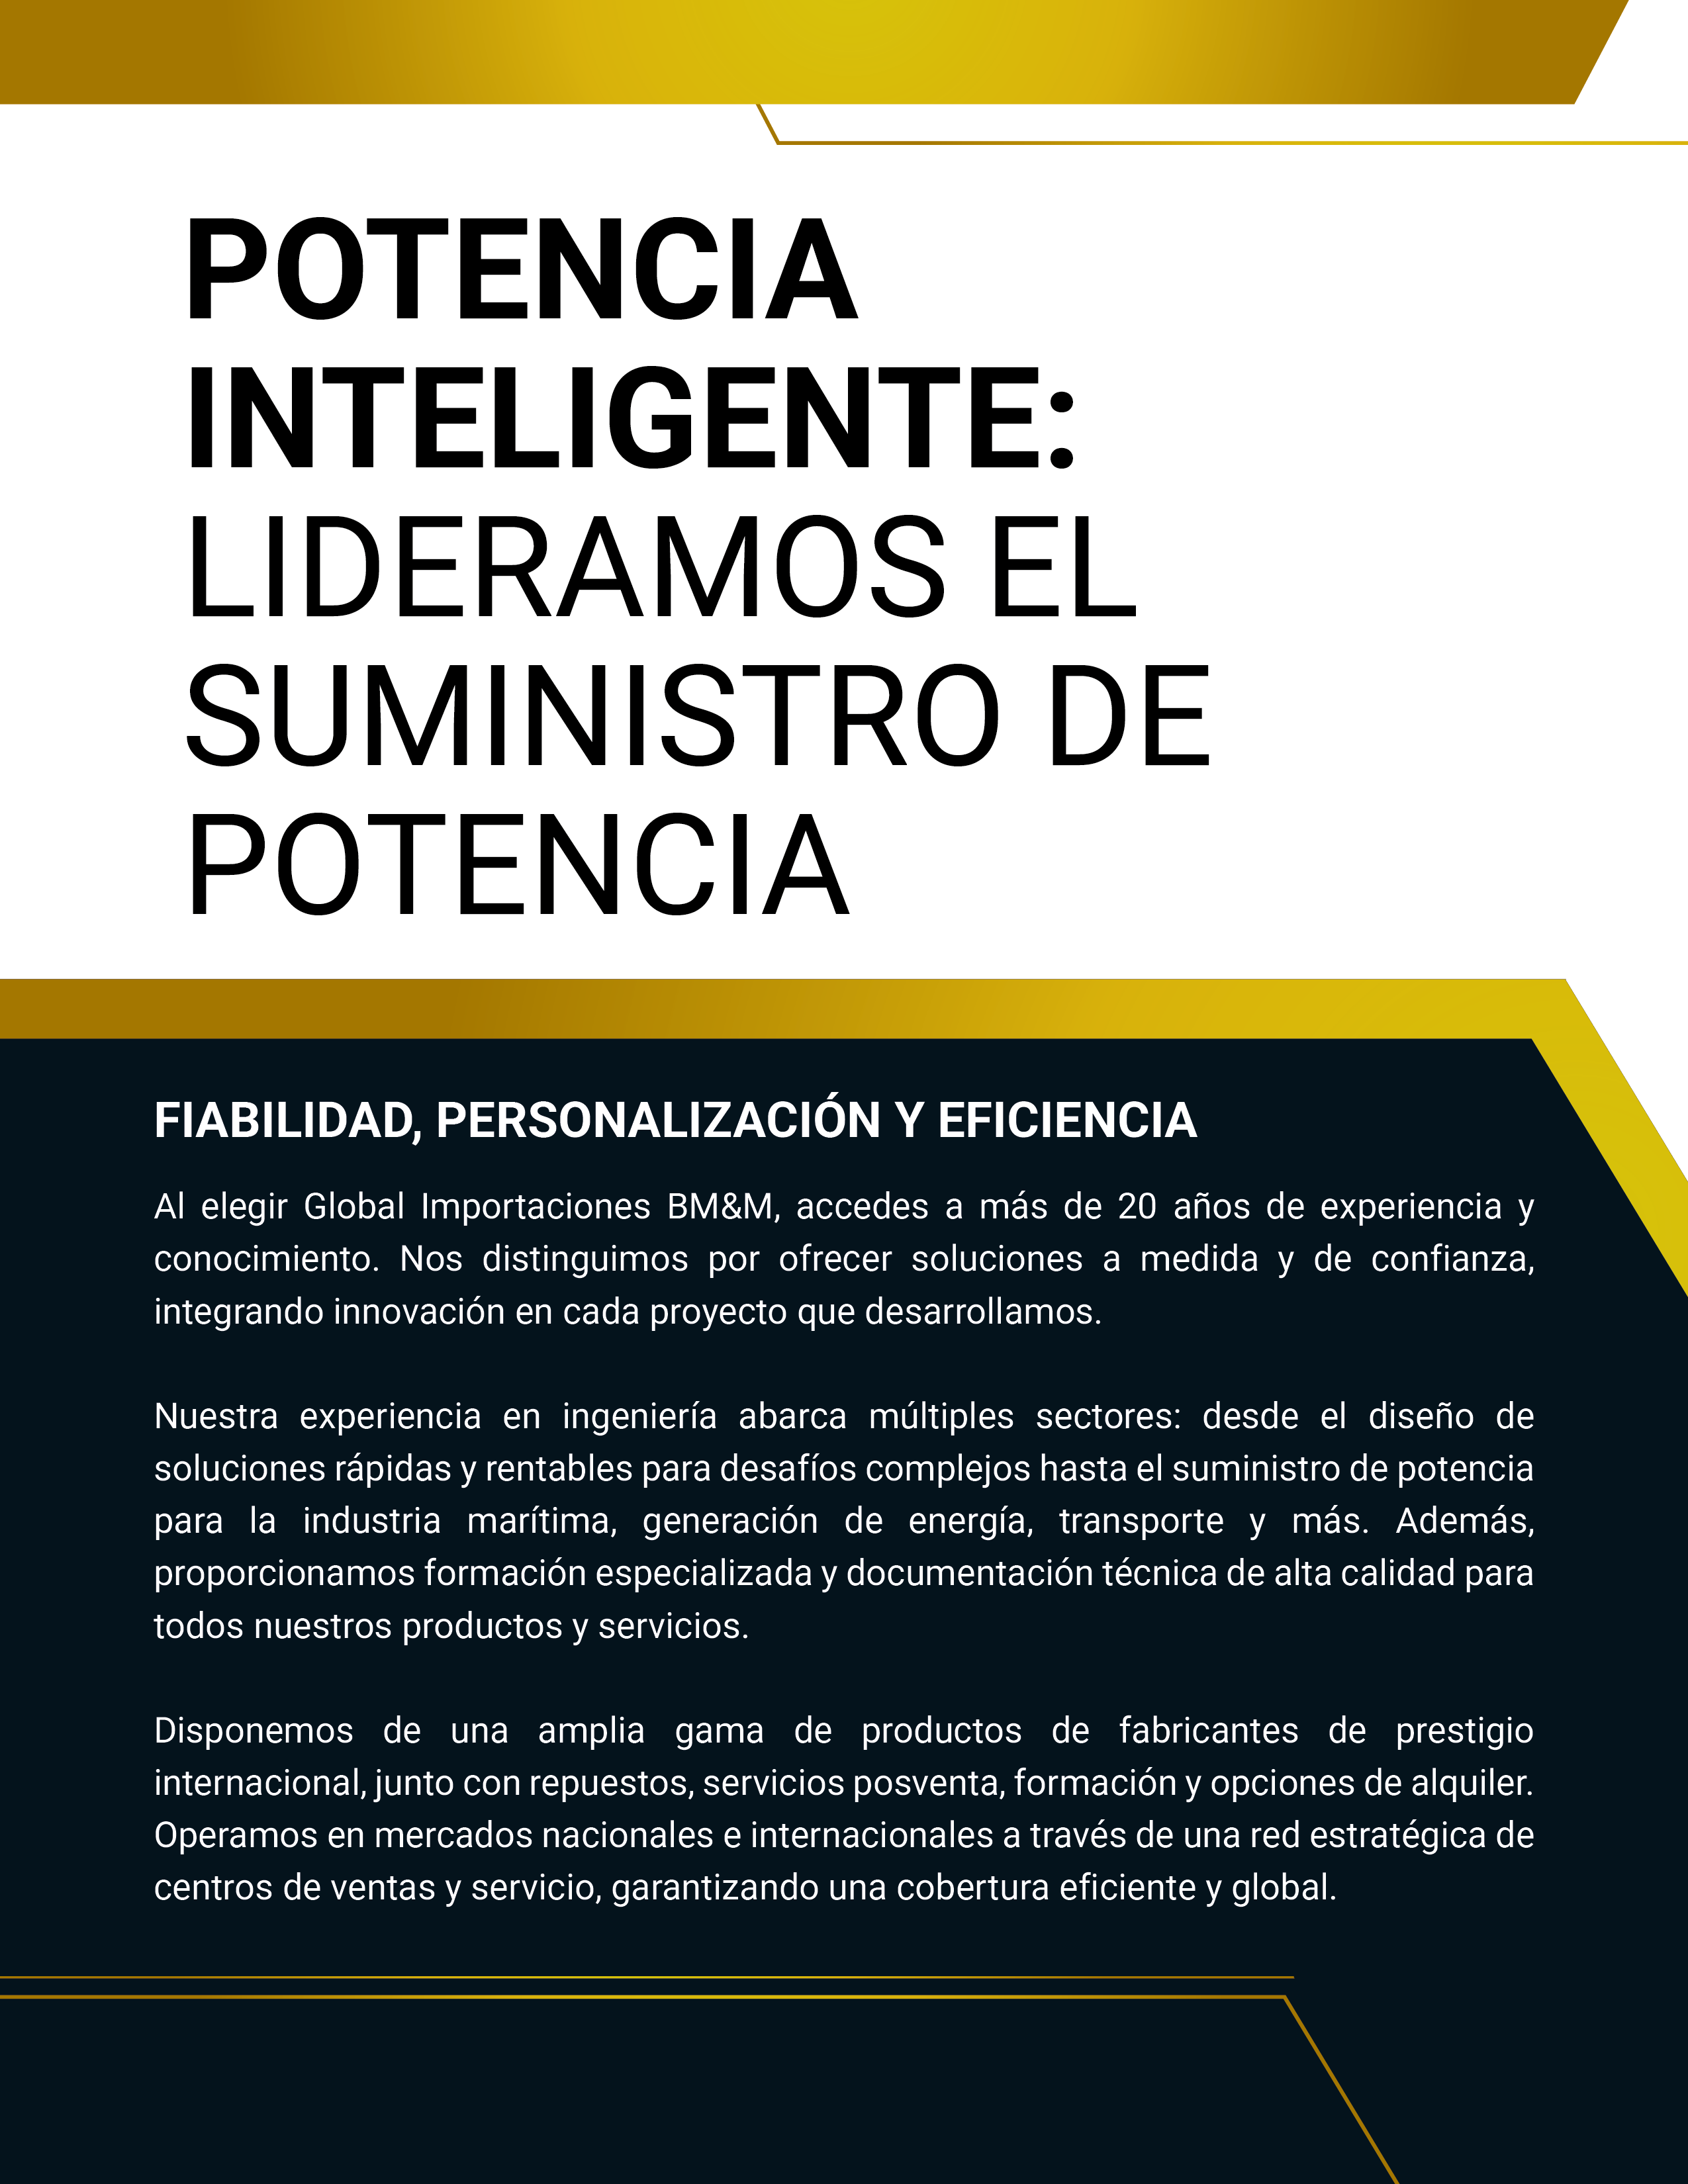 POTENCIA
INTELIGENTE:
LIDERAMOS EL
SUMINISTRO DE
POTENCIA
FIABILIDAD, PERSONALIZACIÓN Y EFICIENCIA
Al elegir Global Importaciones BM&M, accedes a más de 20 años de experiencia y
conocimiento. Nos distinguimos por ofrecer soluciones a medida y de confianza,
integrando innovación en cada proyecto que desarrollamos.
Nuestra experiencia en ingeniería abarca múltiples sectores: desde el diseño de
soluciones rápidas y rentables para desafíos complejos hasta el suministro de potencia
para la industria marítima, generación de energía, transporte y más. Además,
proporcionamos formación especializada y documentación técnica de alta calidad para
todos nuestros productos y servicios.
Disponemos de una amplia gama de productos de fabricantes de prestigio
internacional, junto con repuestos, servicios posventa, formación y opciones de alquiler.
Operamos en mercados nacionales e internacionales a través de una red estratégica de
centros de ventas y servicio, garantizando una cobertura eficiente y global.